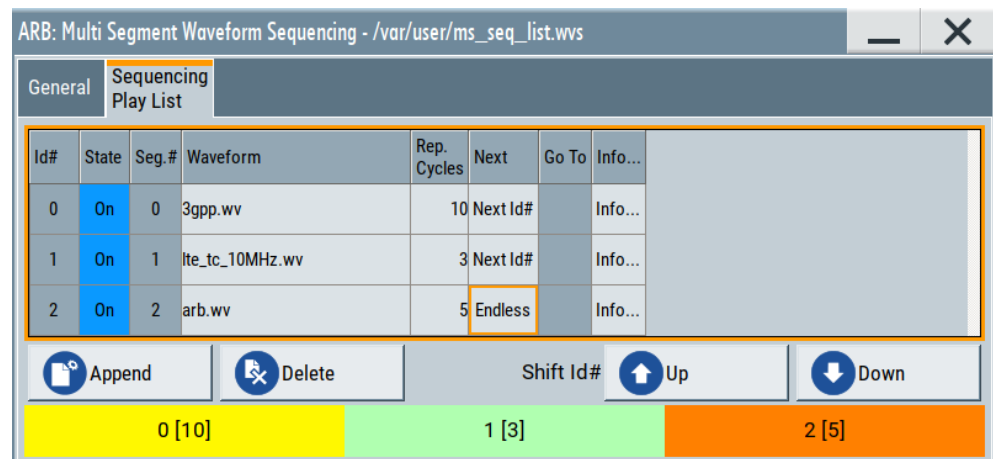 ARB: Multi Segment Waveform Sequencing - /var/user/ms_seq_list.wvs
General
Sequencing
Play List
Id# State Seg.# Waveform Rep. Cycles Next Go To Info...
0 On 0 3gpp.wv 10 Next Id# Info...
1 On 1 lte_tc_10MHz.wv 3 Next Id# Info...
2 On 2 arb.wv 5 Endless Info...
Append Delete Shift Id# Up Down
0 [10] 1 [3] 2 [5]